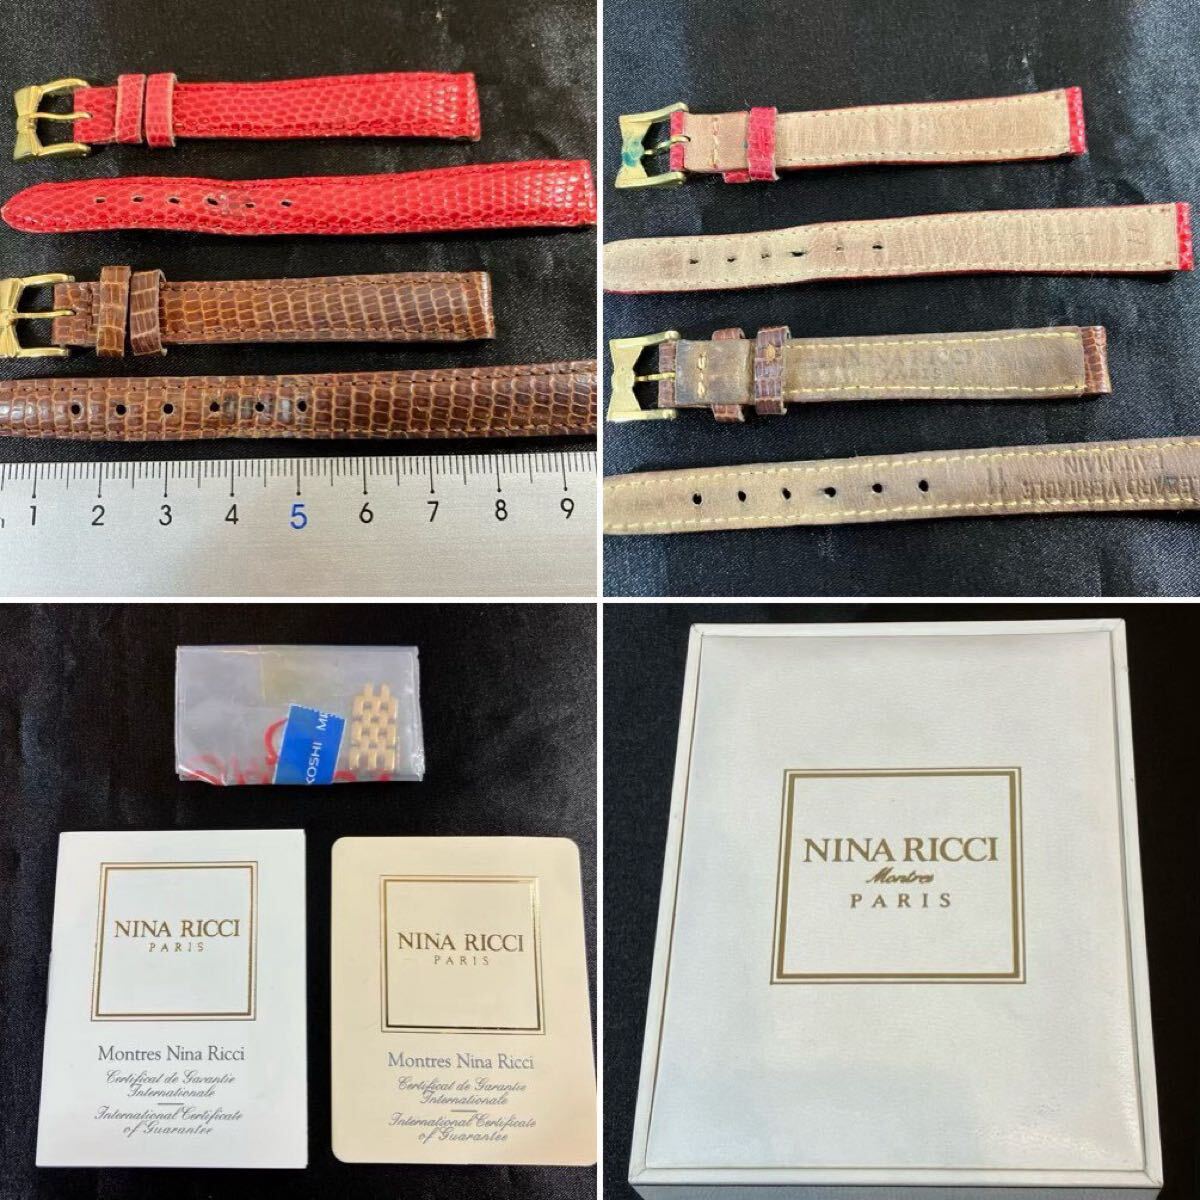 1 2 3 4 5 6 7 8 9
NINA RICCI
PARIS
FAIT MAIN
KOSHI
NINA RICCI
PARIS
Montres Nina Ricci
Certificat de Garantie
Internationale
International Certificate
of Guarantee
NINA RICCI
PARIS
Montres Nina Ricci
Certificat de Garantie
Internationale
International Certificate
of Guarantee
NINA RICCI
Montres
PARIS